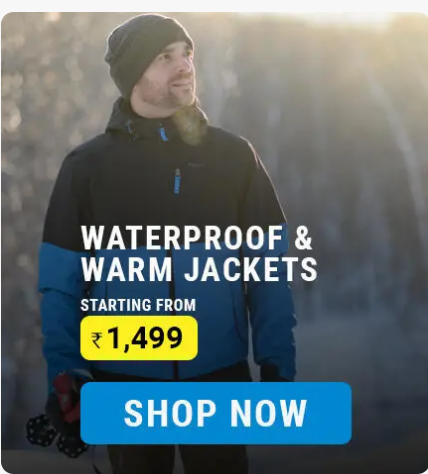 WATERPROOF &
WARM JACKETS
STARTING FROM
₹1,499
SHOP NOW